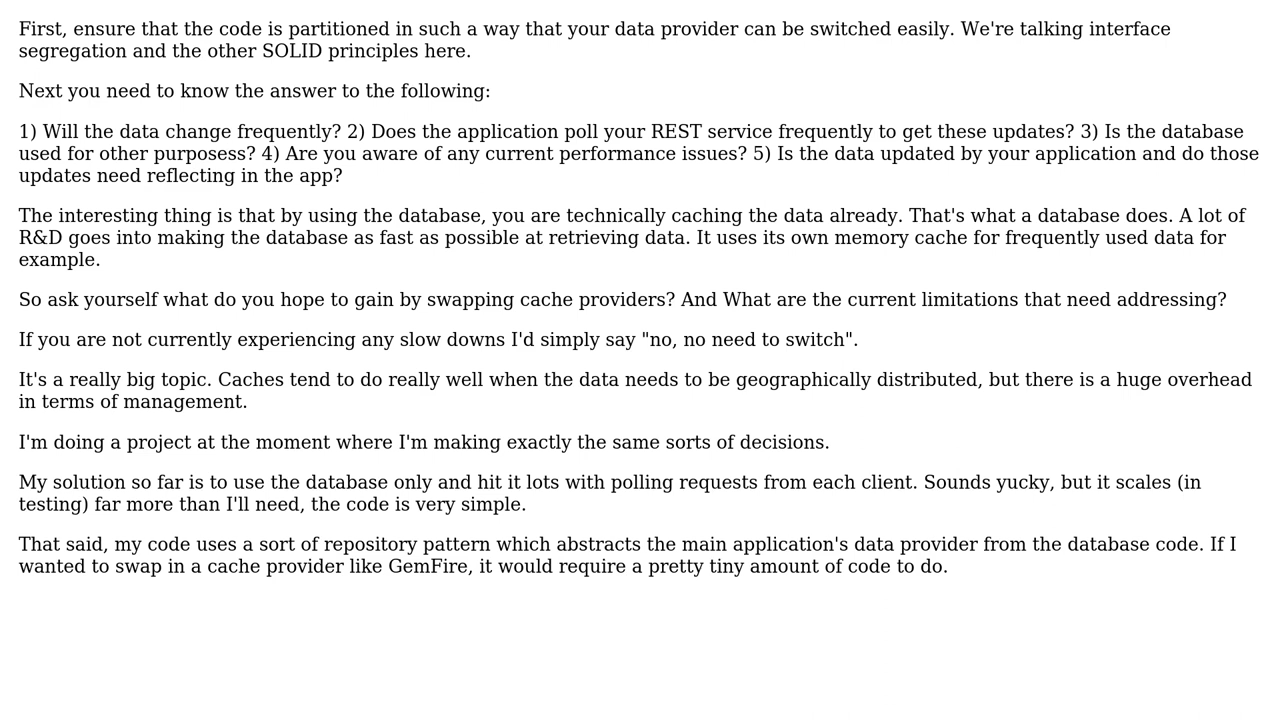 First, ensure that the code is partitioned in such a way that your data provider can be switched easily. We're talking interface
segregation and the other SOLID principles here.
Next you need to know the answer to the following:
1) Will the data change frequently? 2) Does the application poll your REST service frequently to get these updates? 3) Is the database
used for other purposess? 4) Are you aware of any current performance issues? 5) Is the data updated by your application and do those
updates need reflecting in the app?
The interesting thing is that by using the database, you are technically caching the data already. That's what a database does. A lot of
R&D goes into making the database as fast as possible at retrieving data. It uses its own memory cache for frequently used data for
example.
So ask yourself what do you hope to gain by swapping cache providers? And What are the current limitations that need addressing?
If you are not currently experiencing any slow downs I'd simply say "no, no need to switch".
It's a really big topic. Caches tend to do really well when the data needs to be geographically distributed, but there is a huge overhead
in terms of management.
I'm doing a project at the moment where I'm making exactly the same sorts of decisions.
My solution so far is to use the database only and hit it lots with polling requests from each client. Sounds yucky, but it scales (in
testing) far more than I'll need, the code is very simple.
That said, my code uses a sort of repository pattern which abstracts the main application's data provider from the database code. If I
wanted to swap in a cache provider like GemFire, it would require a pretty tiny amount of code to do.